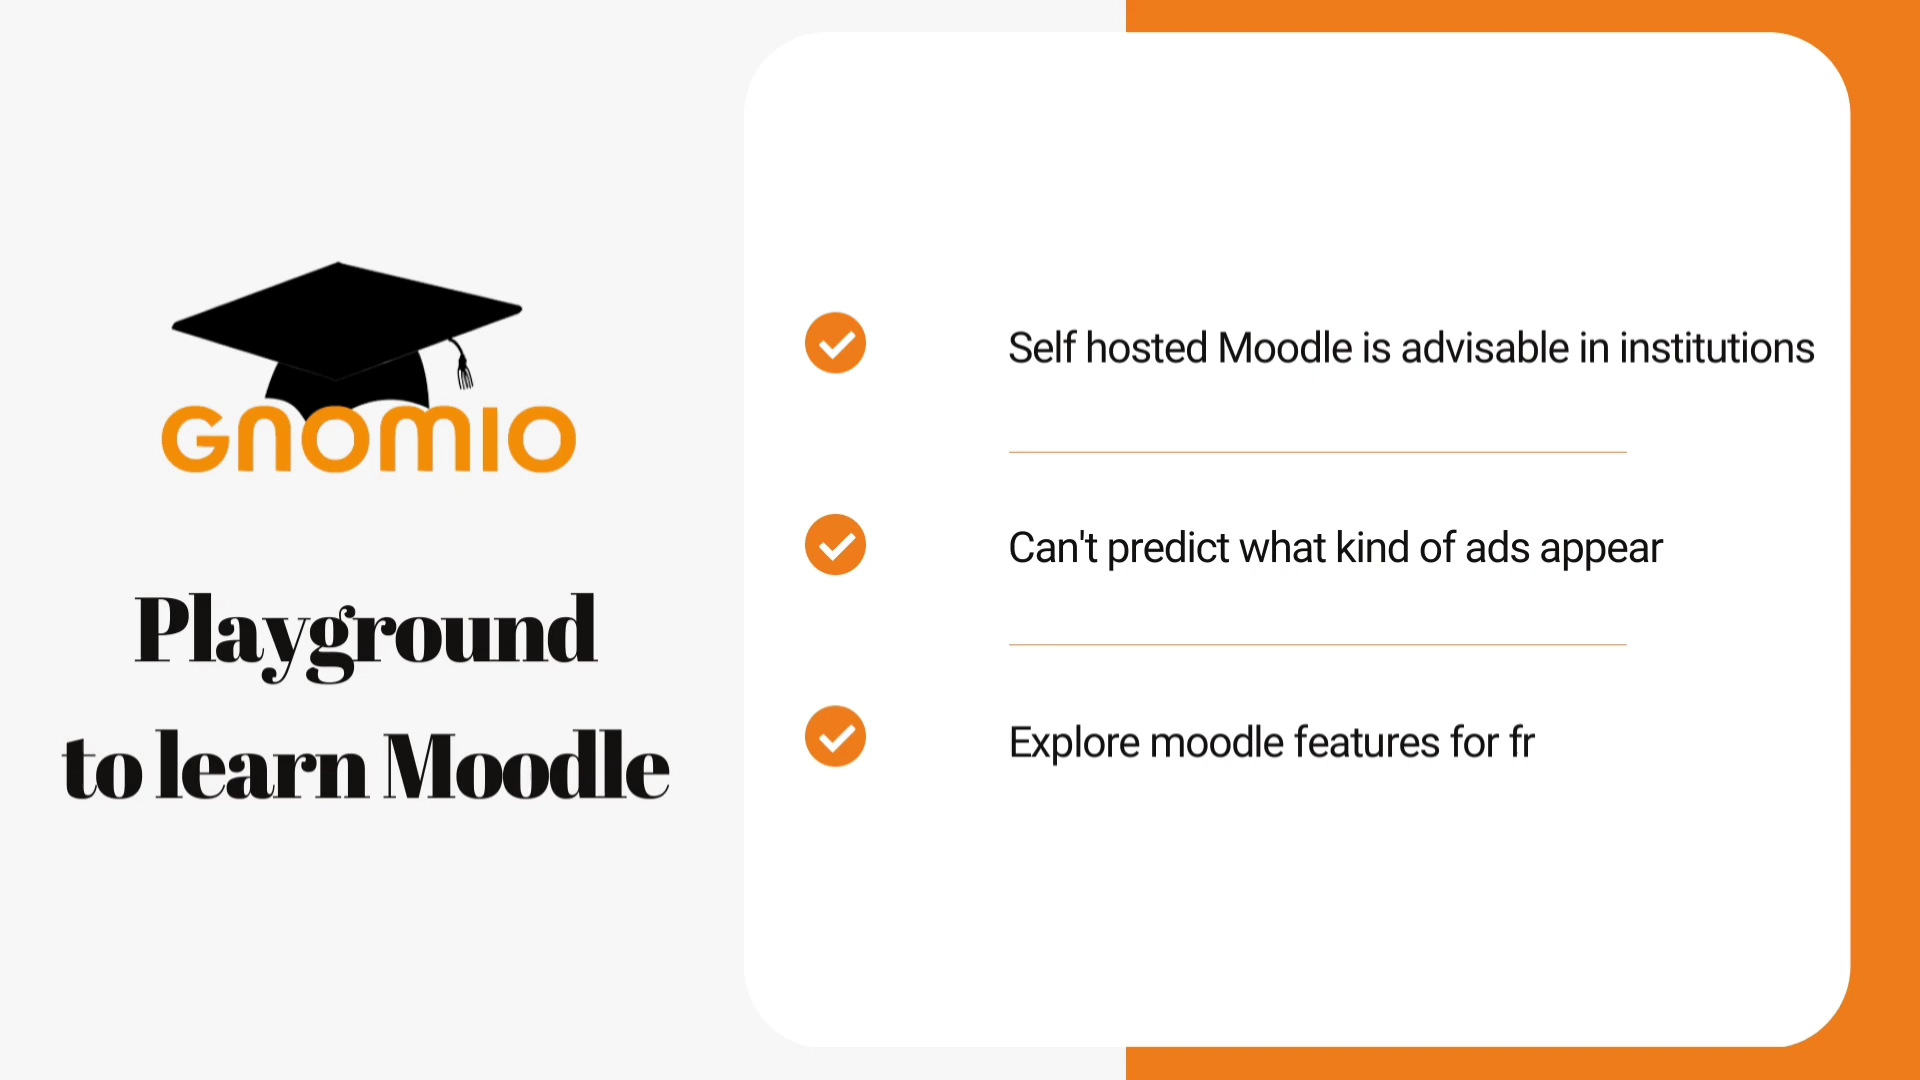 GNOMIO
Playground
to learn Moodle
Self hosted Moodle is advisable in institutions
Can't predict what kind of ads appear
Explore moodle features for fr